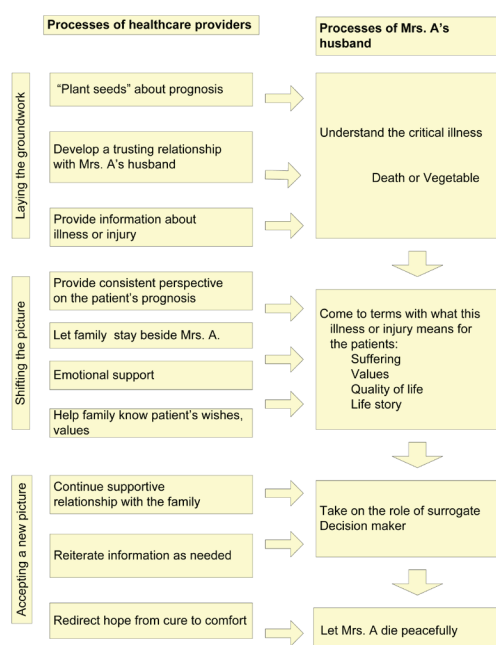 Processes of healthcare providers
Processes of Mrs. A's
husband
Laying the groundwork
"Plant seeds" about prognosis
Develop a trusting relationship
with Mrs. A's husband
Provide information about
illness or injury
Understand the critical illness
Death or Vegetable
Shifting the picture
Provide consistent perspective
on the patient's prognosis
Let family stay beside Mrs. A.
Emotional support
Help family know patient's wishes,
values
Come to terms with what this
illness or injury means for
the patients:
Suffering
Values
Quality of life
Life story
Accepting a new picture
Continue supportive
relationship with the family
Reiterate information as needed
Redirect hope from cure to comfort
Take on the role of surrogate
Decision maker
Let Mrs. A die peacefully